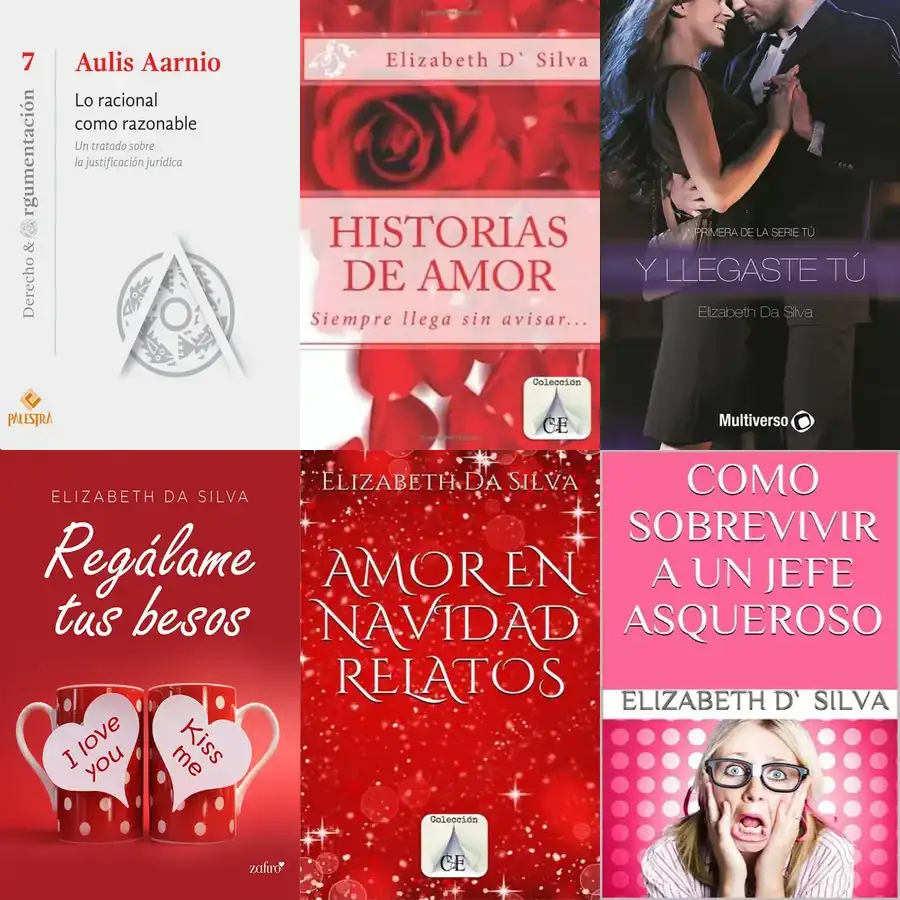 7
Aulis Aarnio
Lo racional
como razonable
Un tratado sobre
la justificación jurídica
Derecho & Argumentación
PALESTRA
Elizabeth D` Silva
HISTORIAS
DE AMOR
Siempre llega sin avisar...
Colección
C&E
PRIMERA DE LA SERIE TÚ
Y LLEGASTE TÚ
Elizabeth Da Silva
Multiverso
ELIZABETH DA SILVA
Regálame
tus besos
I love
you
Kiss
me
zafiro
ELIZABETH DA SILVA
AMOR EN
NAVIDAD
RELATOS
Colección
C&E
COMO
SOBREVIVIR
A UN JEFE
ASQUEROSO
ELIZABETH D` SILVA